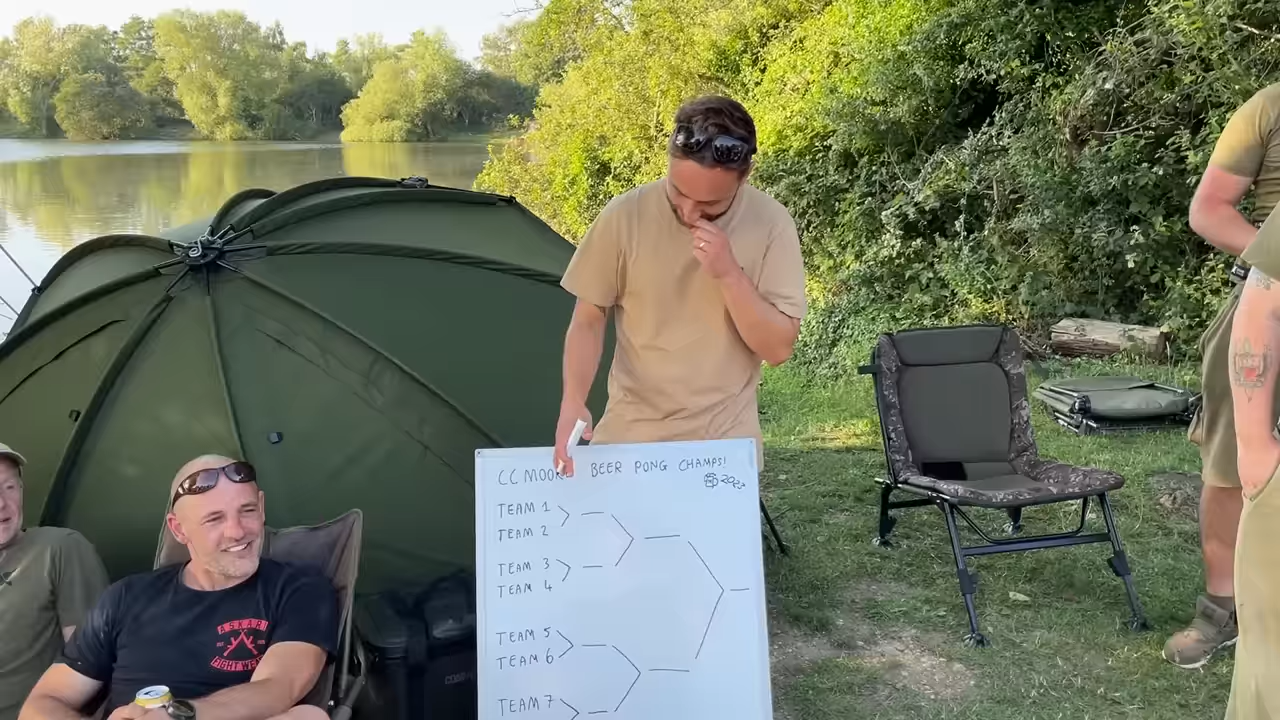 CC MOORE BEER PONG CHAMPS!
TEAM 1
TEAM 2
TEAM 3
TEAM 4
TEAM 5
TEAM 6
TEAM 7
ASKARI
FIGHT WEAR